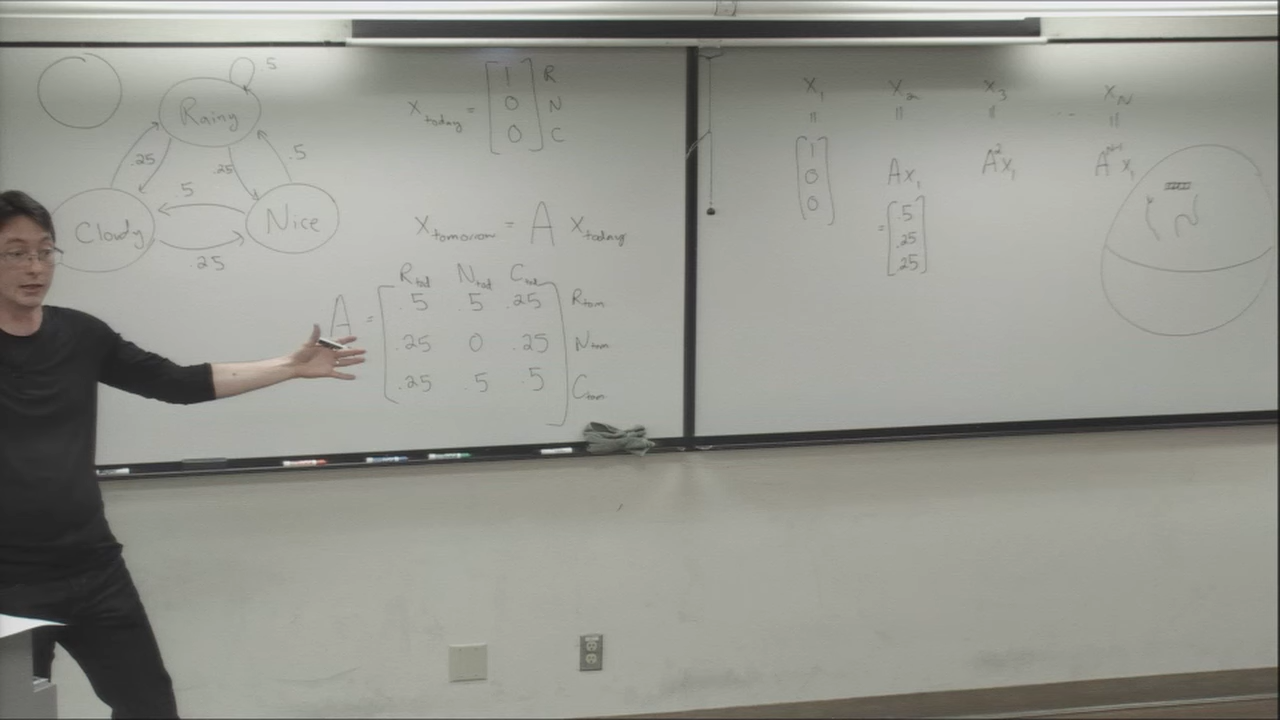 Rainy
.5
.25
.25
.5
Cloudy
.5
Nice
.25
X today = [ 1 R
0 N
0 ] C
X tomorrow = A X today
R tod N tod C tod
A = [ .5 .5 .25 R tom
.25 0 .25 N tom
.25 .5 .5 ] C tom
X₁ X₂ X₃ ... X_N
= = = =
[ 1 0 0 ] Ax₁ A²x₁ Aᴺ⁻¹x₁
= [ .5
.25
.25 ]